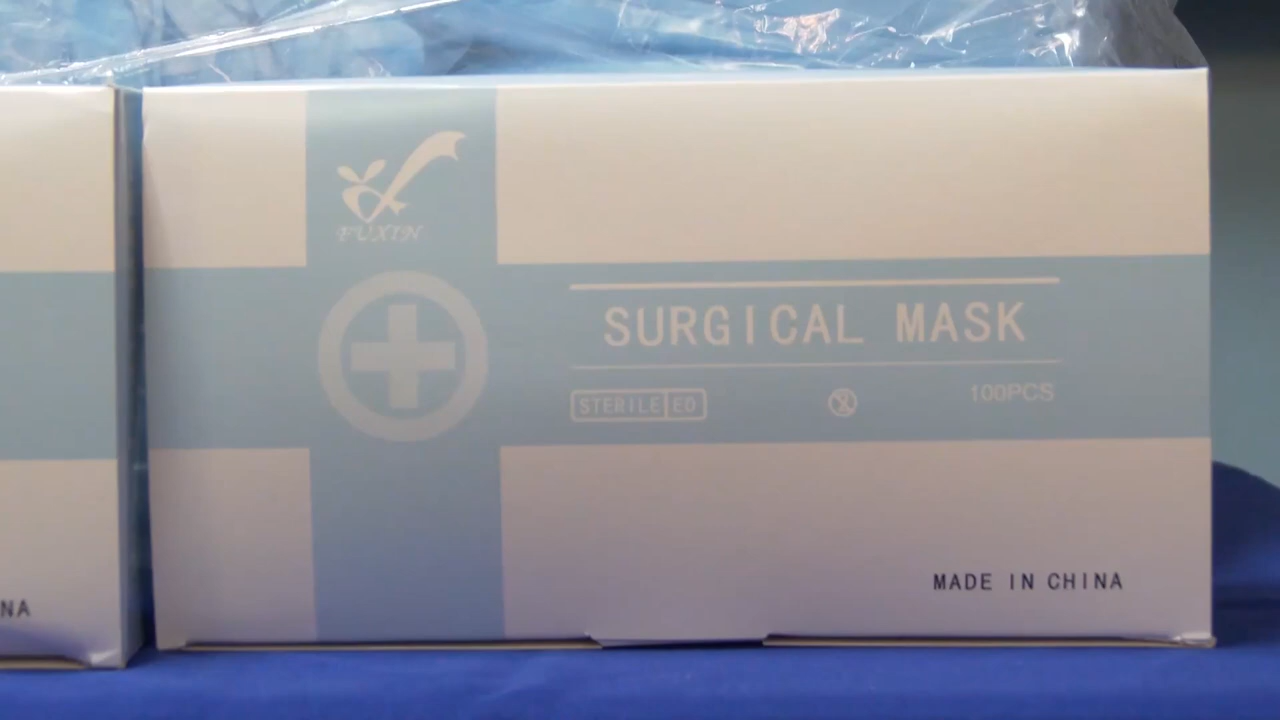 FUXIN
SURGICAL MASK
STERILE EO
100PCS
MADE IN CHINA
NA